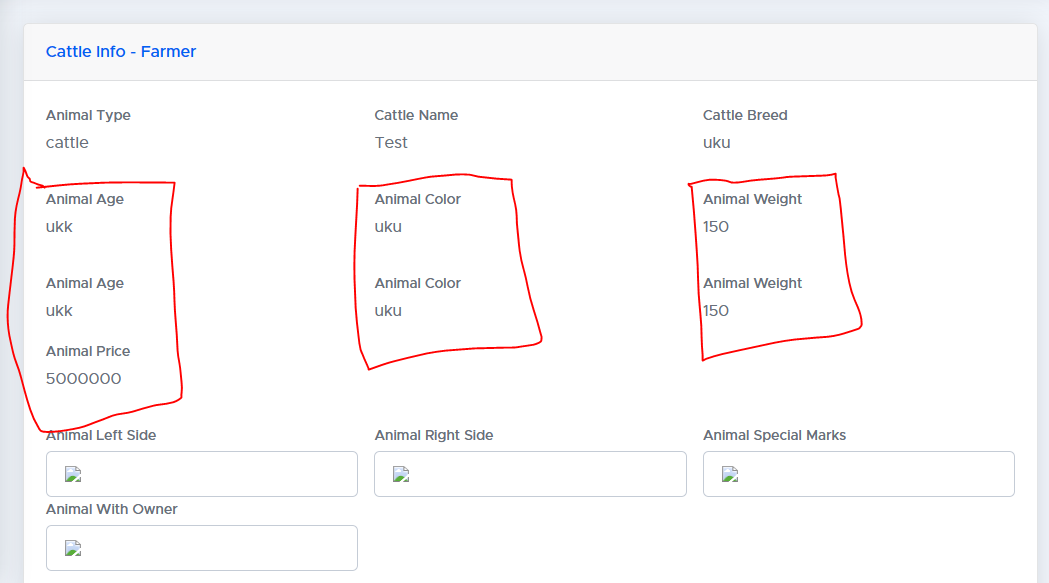 Cattle Info - Farmer
Animal Type Cattle Name Cattle Breed
cattle Test uku
Animal Age Animal Color Animal Weight
ukk uku 150
Animal Age Animal Color Animal Weight
ukk uku 150
Animal Price
5000000
Animal Left Side Animal Right Side Animal Special Marks
Animal With Owner